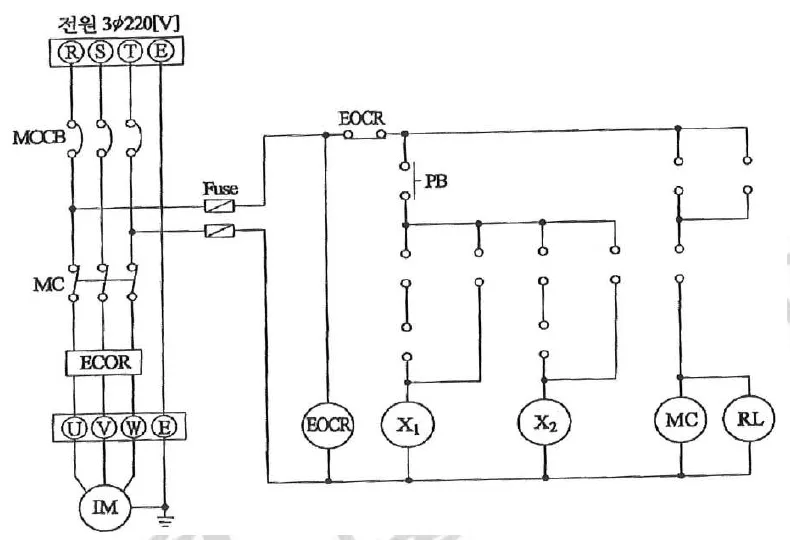 전원 3φ220[V]
R S T E
MCCB
EOCR
Fuse
PB
MC
ECOR
U V W E
EOCR X₁ X₂ MC RL
IM